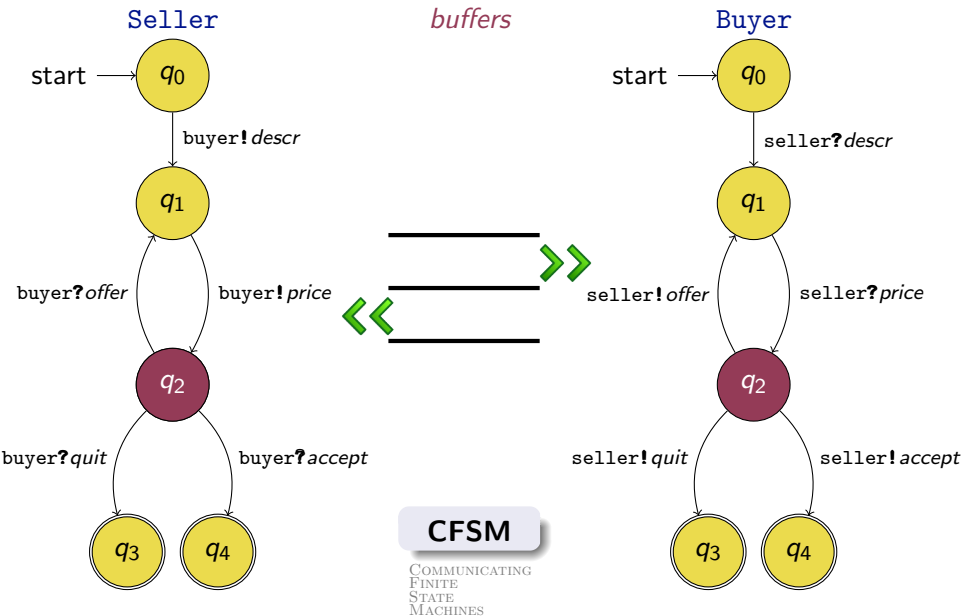 Seller
buffers
Buyer
start
q0
start
q0
buyer!descr
seller?descr
q1
q1
buyer?offer
buyer!price
seller!offer
seller?price
q2
q2
buyer?quit
buyer?accept
seller!quit
seller!accept
q3
q4
q3
q4
CFSM
COMMUNICATING
FINITE
STATE
MACHINES